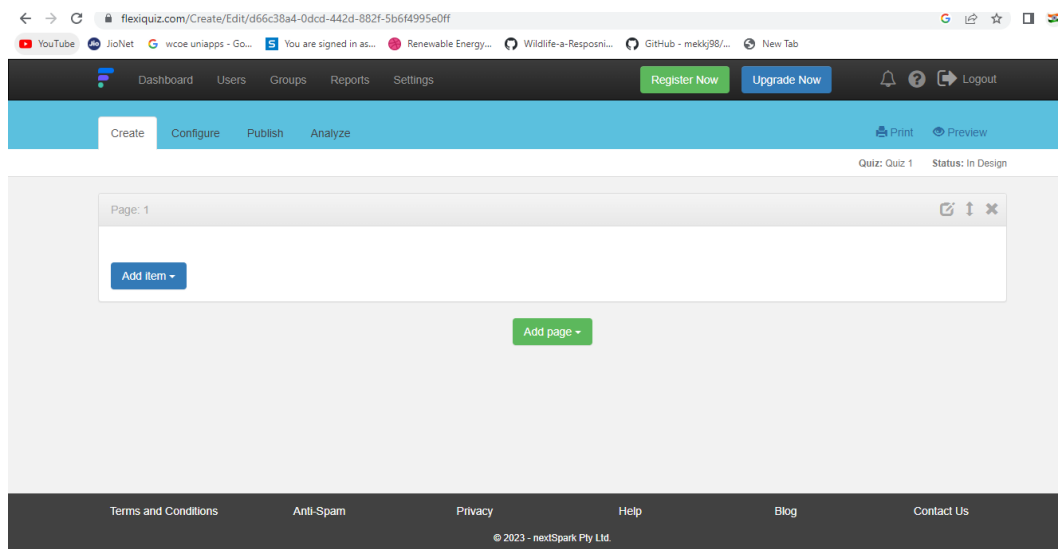 flexiquiz.com/Create/Edit/d66c38a4-0dcd-442d-882f-5b6f4995e0ff
YouTube JioNet wcoe uniapps - Go... You are signed in as... Renewable Energy... Wildlife-a-Resposni... GitHub - mekkj98/... New Tab
Dashboard Users Groups Reports Settings Register Now Upgrade Now Logout
Create Configure Publish Analyze Print Preview
Quiz: Quiz 1 Status: In Design
Page: 1
Add item
Add page
Terms and Conditions Anti-Spam Privacy Help Blog Contact Us
© 2023 - nextSpark Pty Ltd.